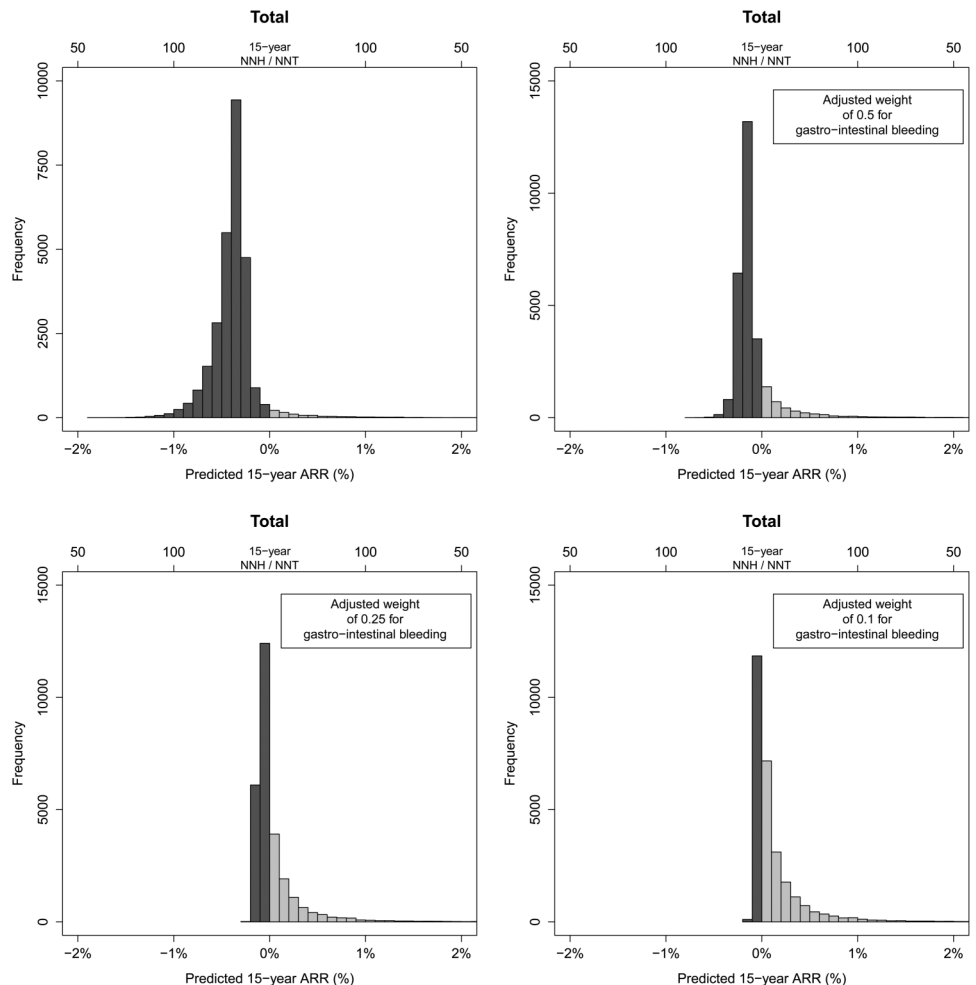 Total
50 100 15−year NNH / NNT 100 50
10000
7500
5000
2500
0
Frequency
−2% −1% 0% 1% 2%
Predicted 15−year ARR (%)
Total
50 100 15−year NNH / NNT 100 50
Adjusted weight
of 0.5 for
gastro−intestinal bleeding
15000
10000
5000
0
Frequency
−2% −1% 0% 1% 2%
Predicted 15−year ARR (%)
Total
50 100 15−year NNH / NNT 100 50
Adjusted weight
of 0.25 for
gastro−intestinal bleeding
15000
10000
5000
0
Frequency
−2% −1% 0% 1% 2%
Predicted 15−year ARR (%)
Total
50 100 15−year NNH / NNT 100 50
Adjusted weight
of 0.1 for
gastro−intestinal bleeding
15000
10000
5000
0
Frequency
−2% −1% 0% 1% 2%
Predicted 15−year ARR (%)